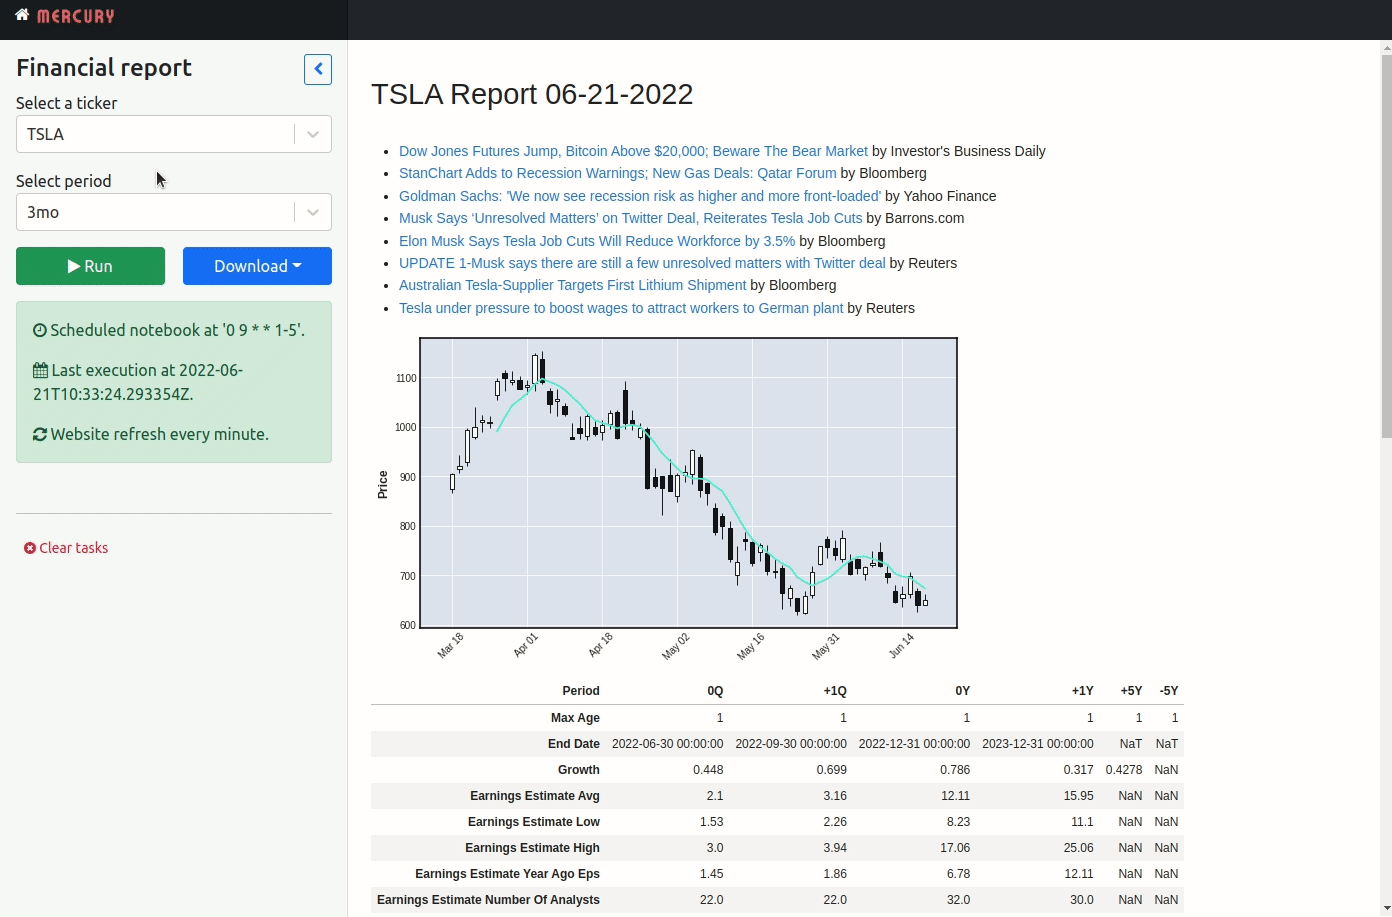 MERCURY
Financial report
Select a ticker
TSLA
Select period
3mo
Run
Download
Scheduled notebook at '0 9 * * 1-5'.
Last execution at 2022-06-
21T10:33:24.293354Z.
Website refresh every minute.
Clear tasks
TSLA Report 06-21-2022
Dow Jones Futures Jump, Bitcoin Above $20,000; Beware The Bear Market by Investor's Business Daily
StanChart Adds to Recession Warnings; New Gas Deals: Qatar Forum by Bloomberg
Goldman Sachs: 'We now see recession risk as higher and more front-loaded' by Yahoo Finance
Musk Says ‘Unresolved Matters’ on Twitter Deal, Reiterates Tesla Job Cuts by Barrons.com
Elon Musk Says Tesla Job Cuts Will Reduce Workforce by 3.5% by Bloomberg
UPDATE 1-Musk says there are still a few unresolved matters with Twitter deal by Reuters
Australian Tesla-Supplier Targets First Lithium Shipment by Bloomberg
Tesla under pressure to boost wages to attract workers to German plant by Reuters
Price
1100
1000
900
800
700
600
Mar 18 Apr 01 Apr 18 May 02 May 16 May 31 Jun 14
Period 0Q +1Q 0Y +1Y +5Y -5Y
Max Age 1 1 1 1 1 1
End Date 2022-06-30 00:00:00 2022-09-30 00:00:00 2022-12-31 00:00:00 2023-12-31 00:00:00 NaT NaT
Growth 0.448 0.699 0.786 0.317 0.4278 NaN
Earnings Estimate Avg 2.1 3.16 12.11 15.95 NaN NaN
Earnings Estimate Low 1.53 2.26 8.23 11.1 NaN NaN
Earnings Estimate High 3.0 3.94 17.06 25.06 NaN NaN
Earnings Estimate Year Ago Eps 1.45 1.86 6.78 12.11 NaN NaN
Earnings Estimate Number Of Analysts 22.0 22.0 32.0 30.0 NaN NaN